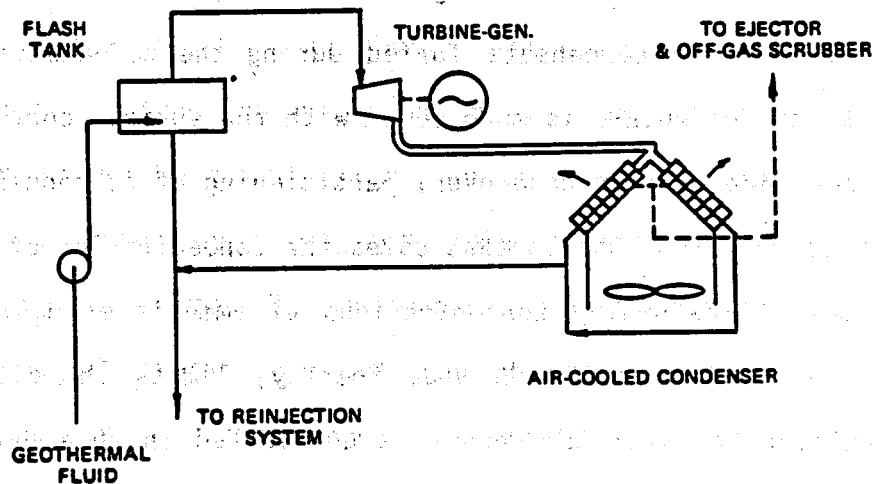 FLASH
TANK
TURBINE-GEN.
TO EJECTOR
& OFF-GAS SCRUBBER
AIR-COOLED CONDENSER
TO REINJECTION
SYSTEM
GEOTHERMAL
FLUID